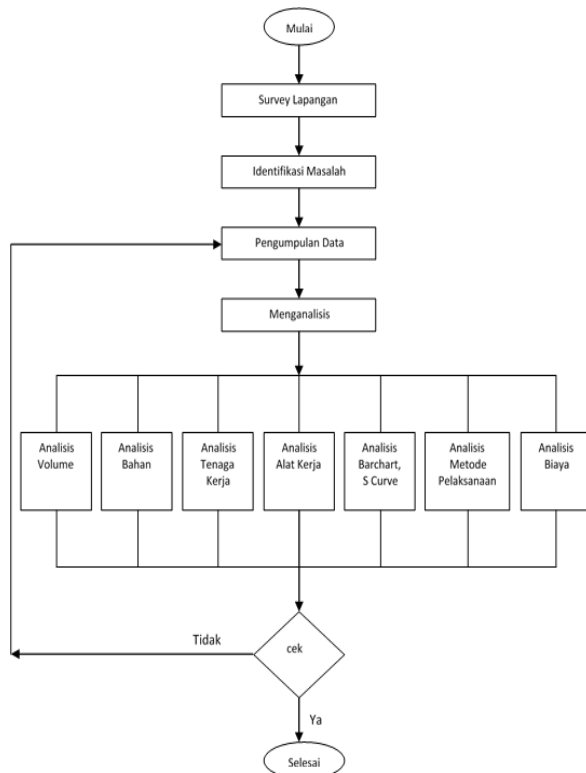 Mulai
Survey Lapangan
Identifikasi Masalah
Pengumpulan Data
Menganalisis
Analisis
Volume
Analisis
Bahan
Analisis
Tenaga
Kerja
Analisis
Alat Kerja
Analisis
Barchart,
S Curve
Analisis
Metode
Pelaksanaan
Analisis
Biaya
Tidak
cek
Ya
Selesai